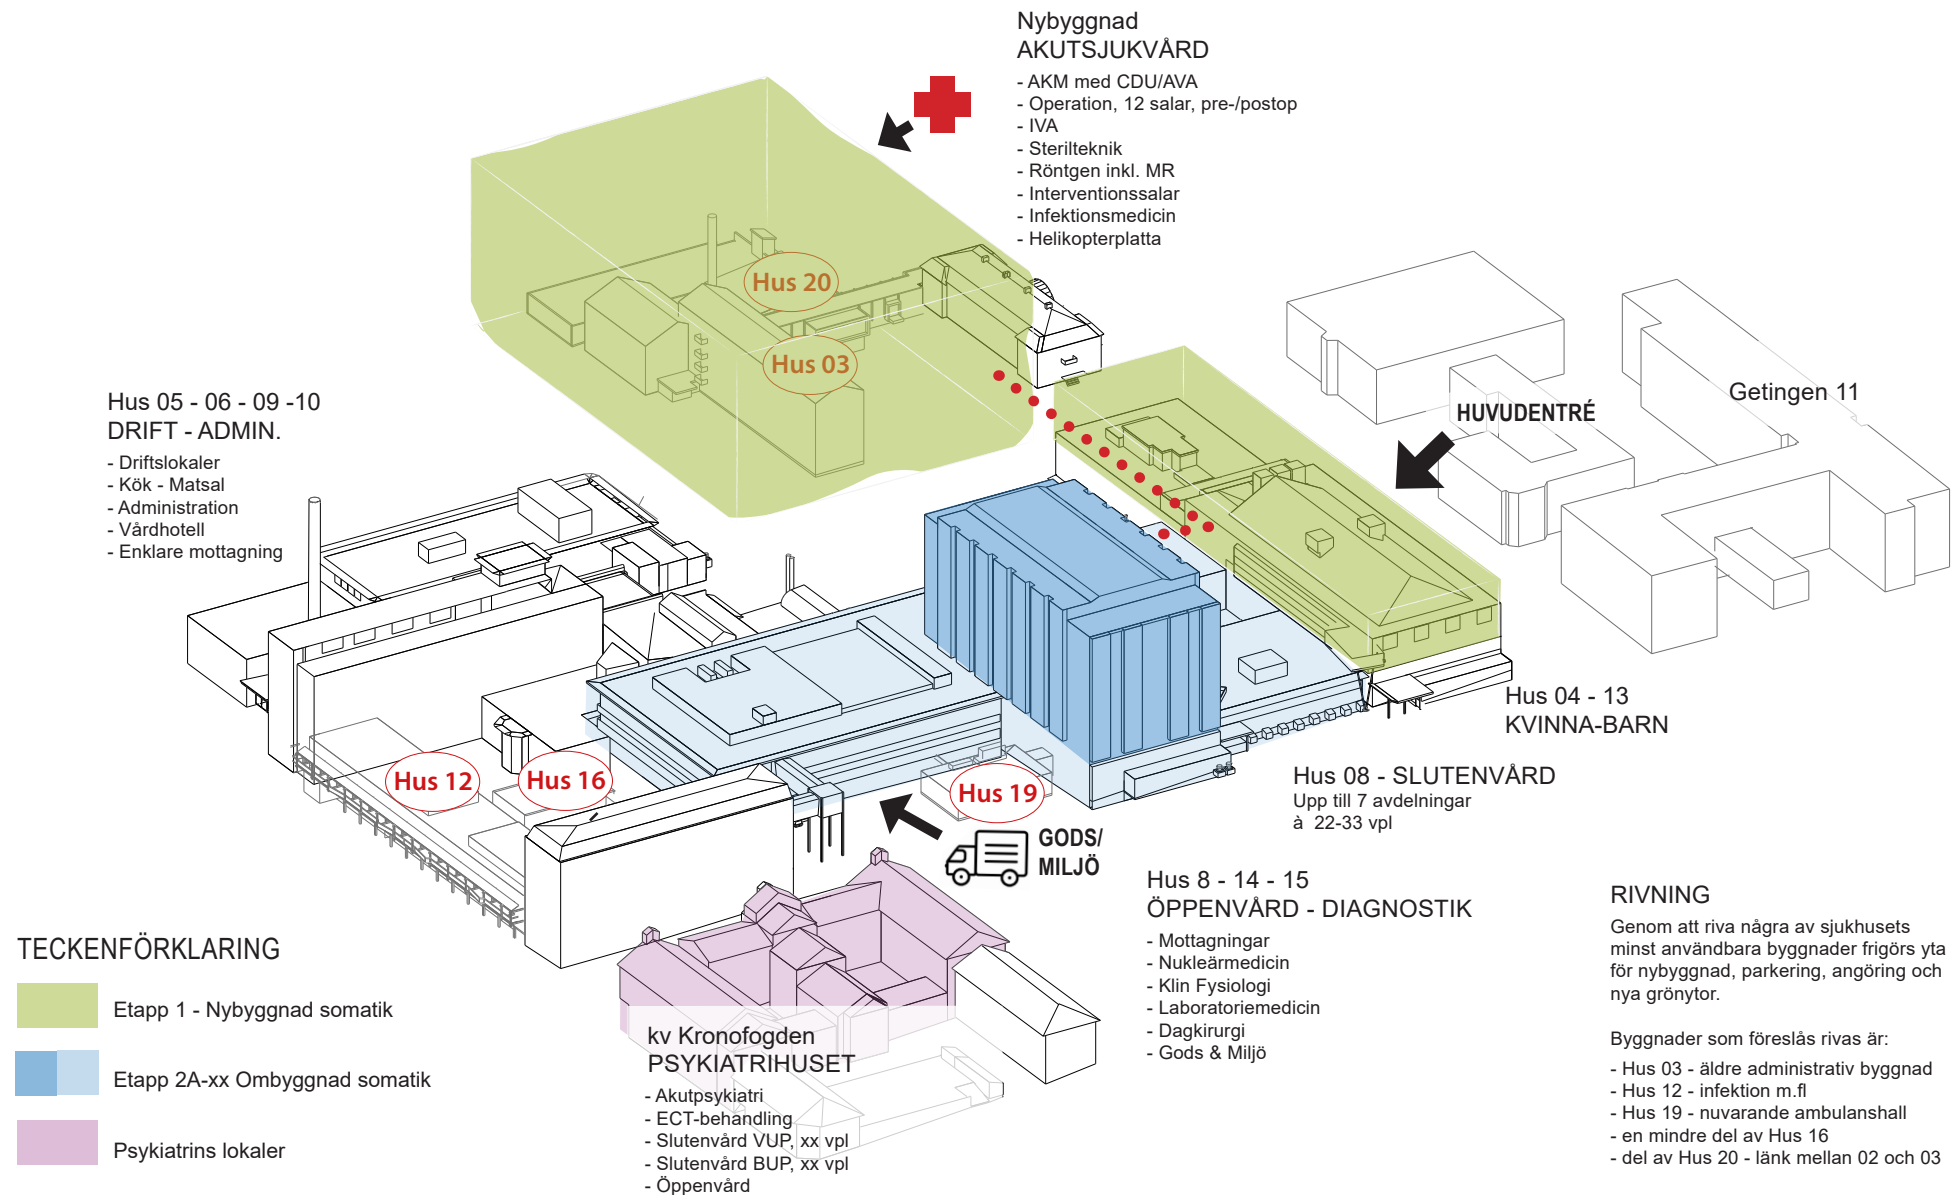 Nybyggnad
AKUTSJUKVÅRD
- AKM med CDU/AVA
- Operation, 12 salar, pre-/postop
- IVA
- Sterilteknik
- Röntgen inkl. MR
- Interventionssalar
- Infektionsmedicin
- Helikopterplatta
Hus 20
Hus 03
Hus 05 - 06 - 09 -10
DRIFT - ADMIN.
- Driftslokaler
- Kök - Matsal
- Administration
- Vårdhotell
- Enklare mottagning
HUVUDENTRÉ
Getingen 11
Hus 04 - 13
KVINNA-BARN
Hus 12
Hus 16
Hus 19
Hus 08 - SLUTENVÅRD
Upp till 7 avdelningar
à 22-33 vpl
GODS/
MILJÖ
Hus 8 - 14 - 15
ÖPPENVÅRD - DIAGNOSTIK
- Mottagningar
- Nukleärmedicin
- Klin Fysiologi
- Laboratoriemedicin
- Dagkirurgi
- Gods & Miljö
RIVNING
Genom att riva några av sjukhusets
minst användbara byggnader frigörs yta
för nybyggnad, parkering, angöring och
nya grönytor.
Byggnader som föreslås rivas är:
- Hus 03 - äldre administrativ byggnad
- Hus 12 - infektion m.fl
- Hus 19 - nuvarande ambulanshall
- en mindre del av Hus 16
- del av Hus 20 - länk mellan 02 och 03
TECKENFÖRKLARING
Etapp 1 - Nybyggnad somatik
Etapp 2A-xx Ombyggnad somatik
Psykiatrins lokaler
kv Kronofogden
PSYKIATRIHUSET
- Akutpsykiatri
- ECT-behandling
- Slutenvård VUP, xx vpl
- Slutenvård BUP, xx vpl
- Öppenvård